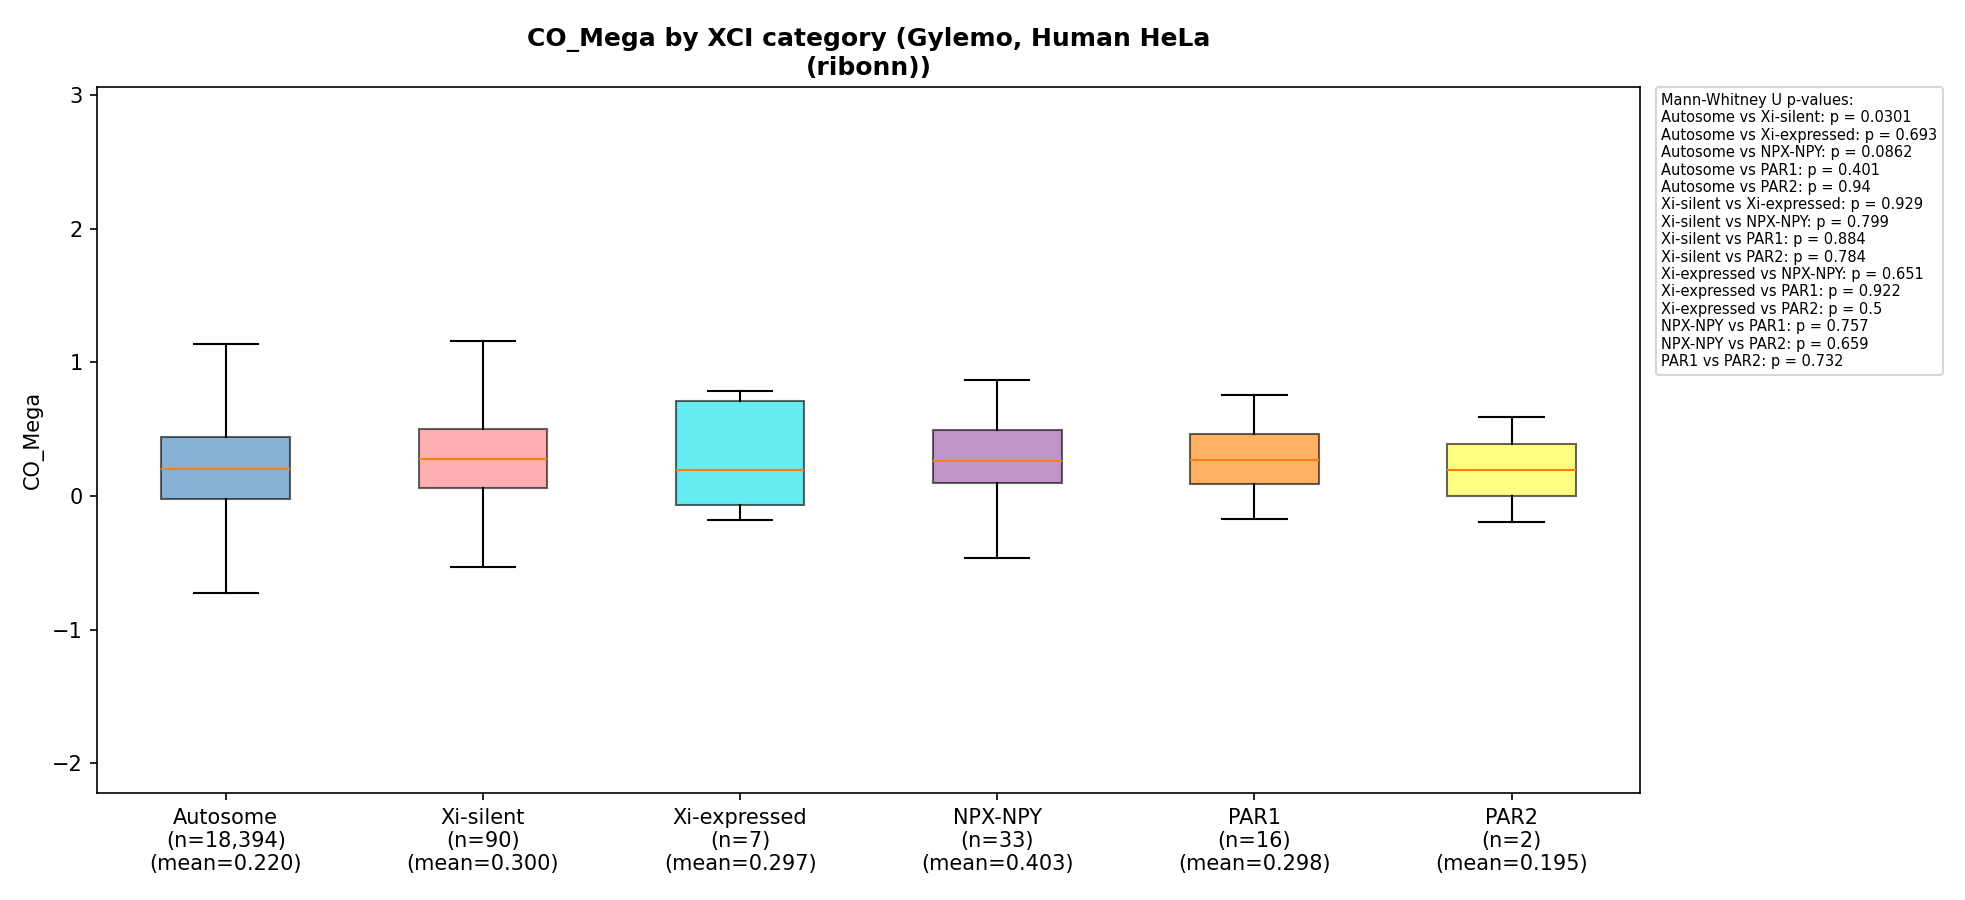 CO_Mega by XCI category (Gylemo, Human HeLa
(ribonn))
CO_Mega
3
2
1
0
−1
−2
Autosome
(n=18,394)
(mean=0.220)
Xi-silent
(n=90)
(mean=0.300)
Xi-expressed
(n=7)
(mean=0.297)
NPX-NPY
(n=33)
(mean=0.403)
PAR1
(n=16)
(mean=0.298)
PAR2
(n=2)
(mean=0.195)
Mann-Whitney U p-values:
Autosome vs Xi-silent: p = 0.0301
Autosome vs Xi-expressed: p = 0.693
Autosome vs NPX-NPY: p = 0.0862
Autosome vs PAR1: p = 0.401
Autosome vs PAR2: p = 0.94
Xi-silent vs Xi-expressed: p = 0.929
Xi-silent vs NPX-NPY: p = 0.799
Xi-silent vs PAR1: p = 0.884
Xi-silent vs PAR2: p = 0.784
Xi-expressed vs NPX-NPY: p = 0.651
Xi-expressed vs PAR1: p = 0.922
Xi-expressed vs PAR2: p = 0.5
NPX-NPY vs PAR1: p = 0.757
NPX-NPY vs PAR2: p = 0.659
PAR1 vs PAR2: p = 0.732